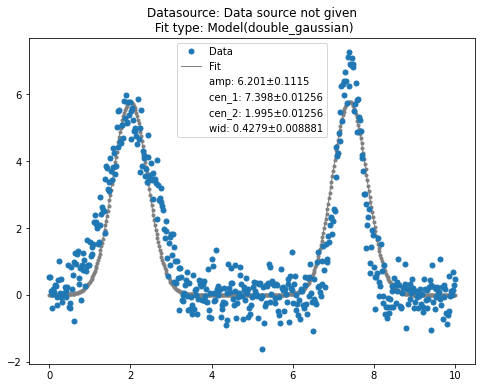 Datasource: Data source not given
Fit type: Model(double_gaussian)
Data
Fit
amp: 6.201±0.1115
cen_1: 7.398±0.01256
cen_2: 1.995±0.01256
wid: 0.4279±0.008881
6
4
2
0
−2
0 2 4 6 8 10